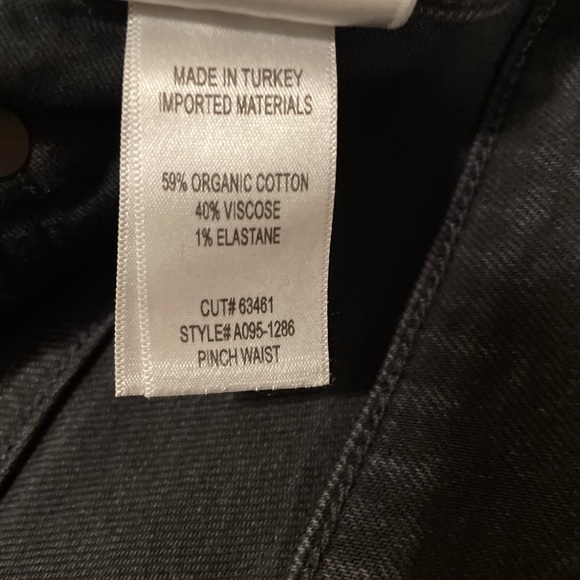 MADE IN TURKEY
IMPORTED MATERIALS
59% ORGANIC COTTON
40% VISCOSE
1% ELASTANE
CUT# 63461
STYLE# A095-1286
PINCH WAIST